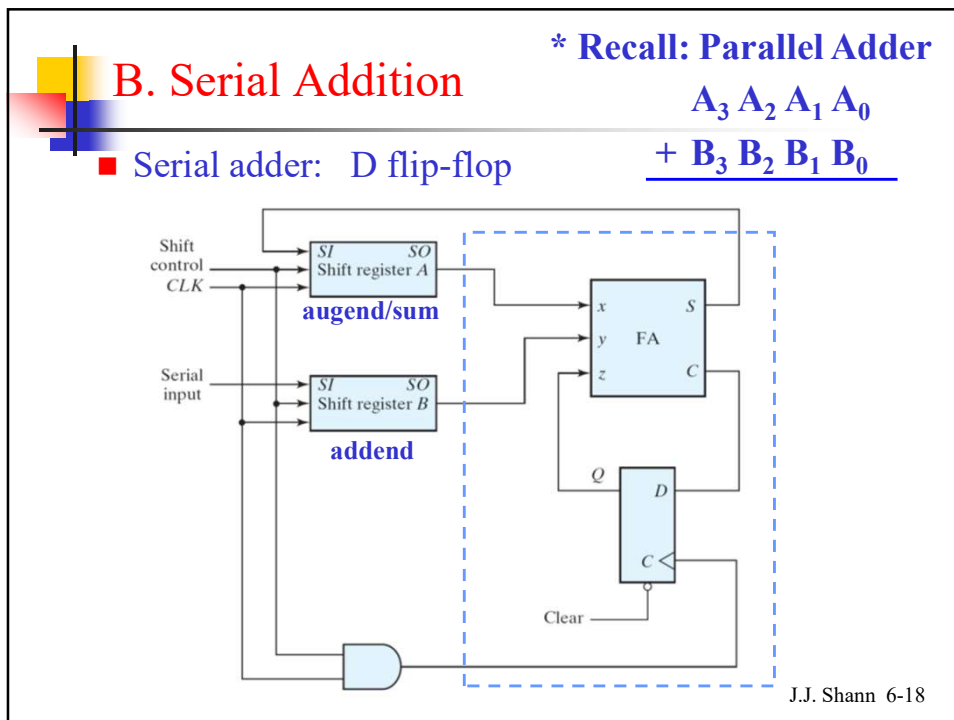 B. Serial Addition
* Recall: Parallel Adder
A₃ A₂ A₁ A₀
+ B₃ B₂ B₁ B₀
■ Serial adder: D flip-flop
Shift
control
CLK
SI SO
Shift register A
augend/sum
Serial
input
SI SO
Shift register B
addend
x S
y FA
z C
Q
D
C
Clear
J.J. Shann 6-18